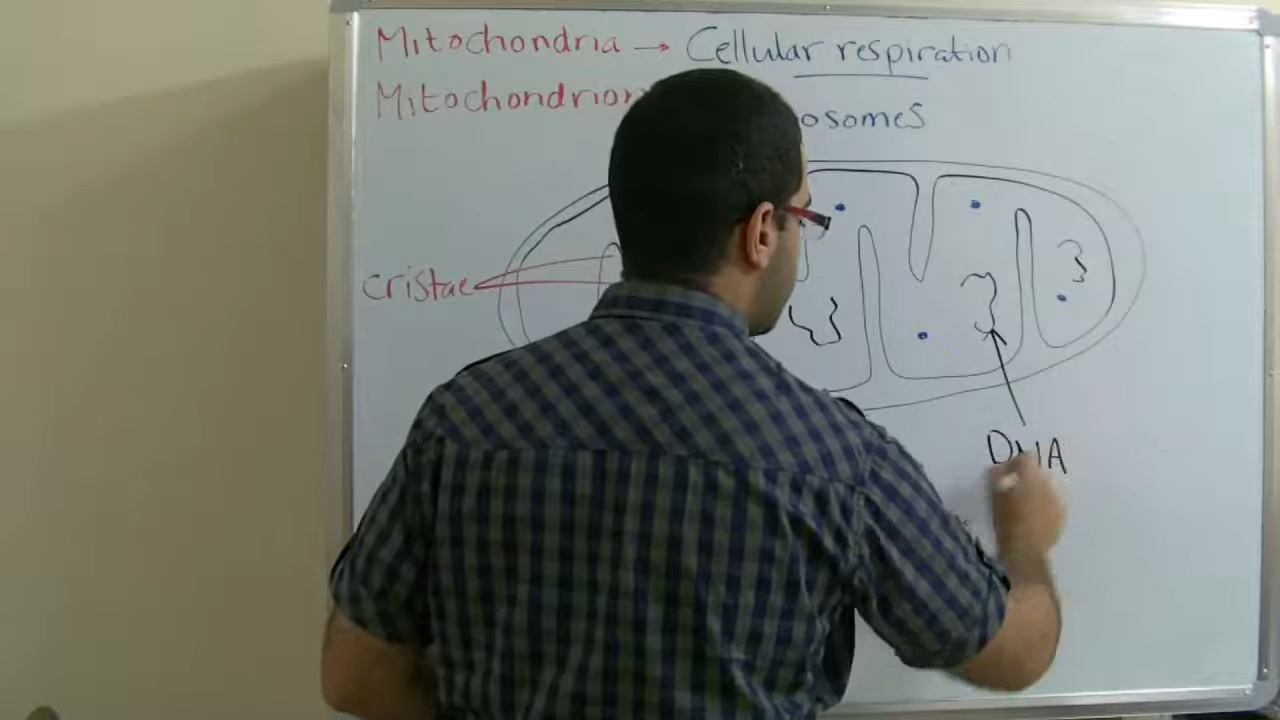 Mitochondria → Cellular respiration
Mitochondrion
osomes
cristae
DNA